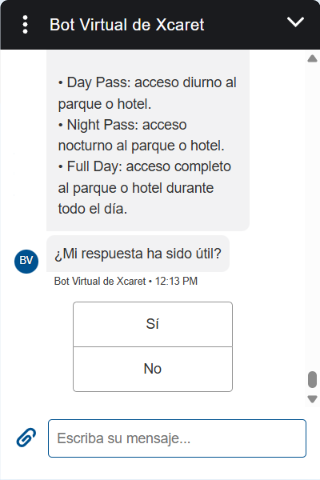 Bot Virtual de Xcaret
• Day Pass: acceso diurno al
parque o hotel.
• Night Pass: acceso
nocturno al parque o hotel.
• Full Day: acceso completo
al parque o hotel durante
todo el día.
¿Mi respuesta ha sido útil?
BV
Bot Virtual de Xcaret • 12:13 PM
Sí
No
Escriba su mensaje...